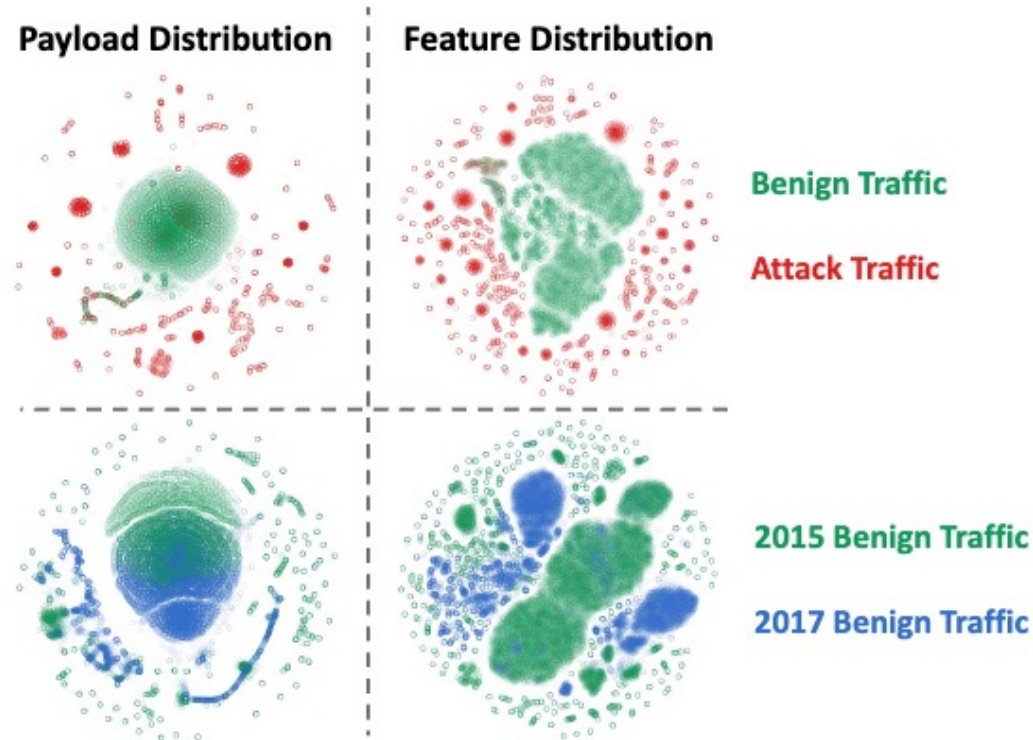 Payload Distribution
Feature Distribution
Benign Traffic
Attack Traffic
2015 Benign Traffic
2017 Benign Traffic